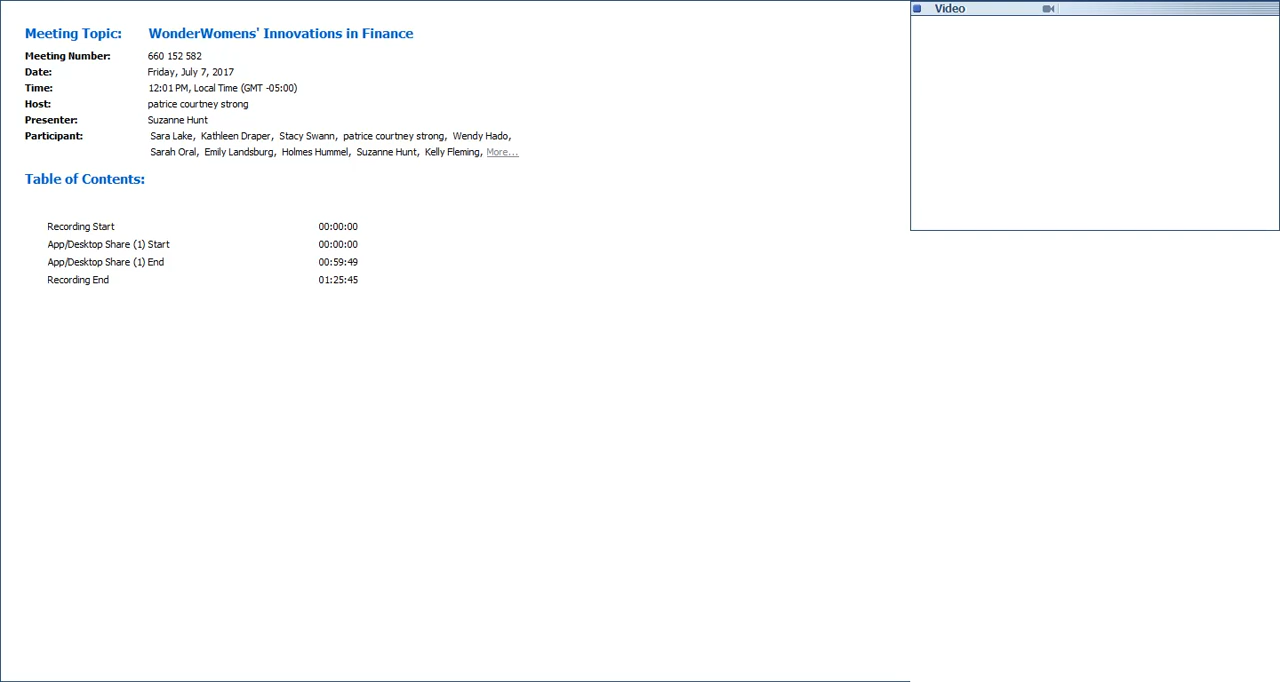 Meeting Topic: WonderWomens' Innovations in Finance
Meeting Number: 660 152 582
Date: Friday, July 7, 2017
Time: 12:01 PM, Local Time (GMT -05:00)
Host: patrice courtney strong
Presenter: Suzanne Hunt
Participant: Sara Lake, Kathleen Draper, Stacy Swann, patrice courtney strong, Wendy Hado,
Sarah Oral, Emily Landsburg, Holmes Hummel, Suzanne Hunt, Kelly Fleming, More...
Table of Contents:
Recording Start 00:00:00
App/Desktop Share (1) Start 00:00:00
App/Desktop Share (1) End 00:59:49
Recording End 01:25:45
Video